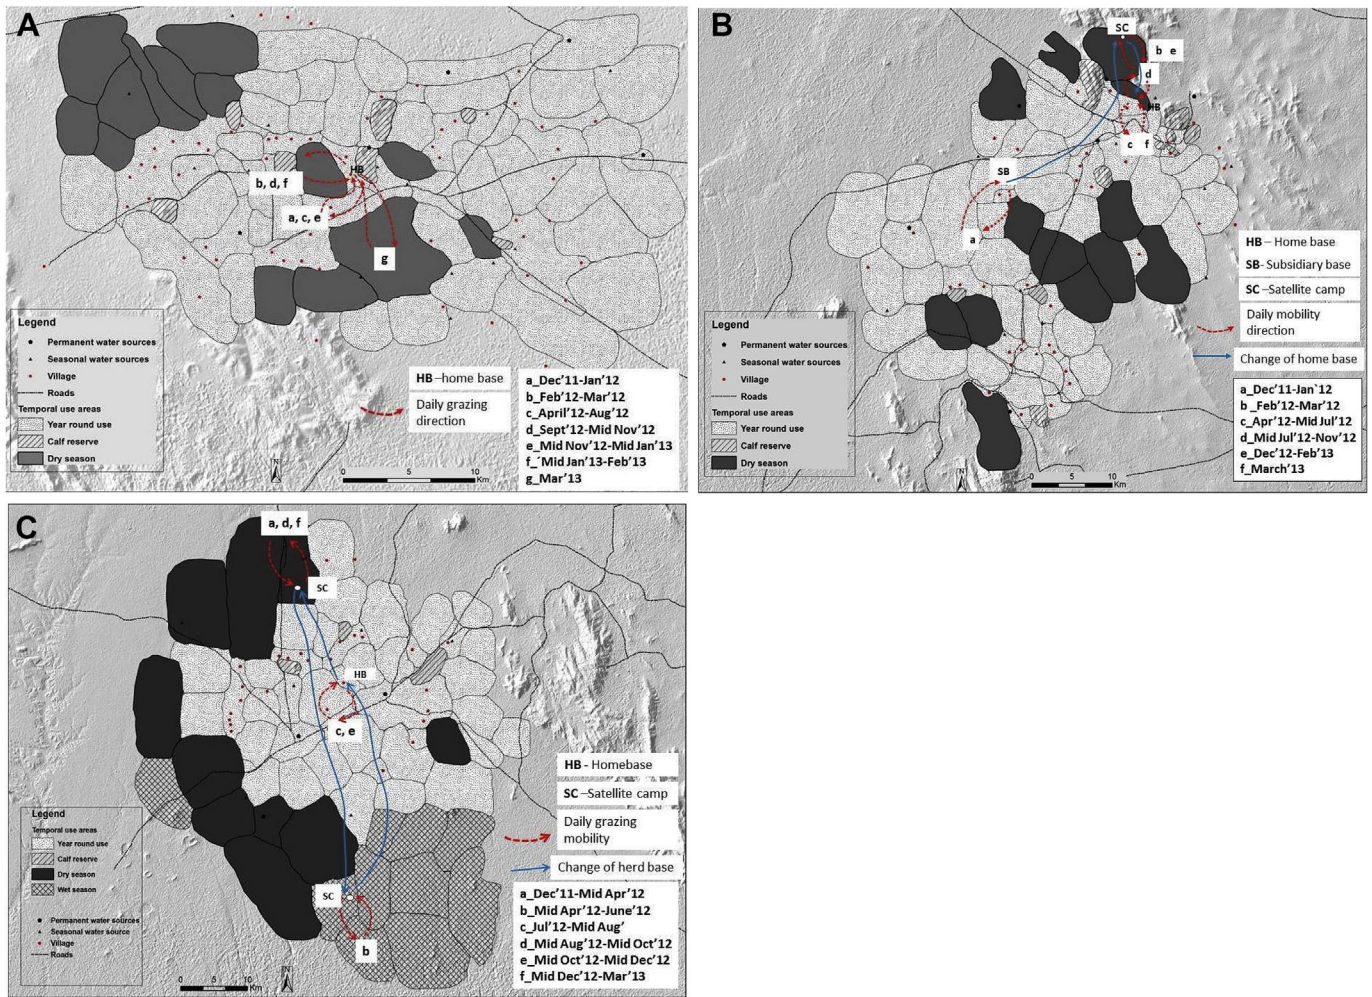 A
HB
b, d, f
a, c, e
g
Legend
Permanent water sources
Seasonal water sources
Village
Roads
Temporal use areas
Year round use
Calf reserve
Dry season
HB –home base
Daily grazing
direction
N
0 5 10
Km
a_Dec’11-Jan’12
b_Feb’12-Mar’12
c_April’12-Aug’12
d_Sept’12-Mid Nov’12
e_Mid Nov’12-Mid Jan’13
f_´Mid Jan’13-Feb’13
g_Mar’13
B
SC
b e
d
HB
c f
SB
a
HB – Home base
SB- Subsidiary base
SC –Satellite camp
Daily mobility
direction
Change of home base
Legend
Permanent water sources
Seasonal water sources
Village
Roads
Temporal use areas
Year round use
Calf reserve
Dry season
N
0 5 10
Km
a_Dec’11-Jan`12
b_Feb’12-Mar’12
c_Apr’12-Mid Jul’12
d_Mid Jul’12-Nov’12
e_Dec’12-Feb’13
f_March’13
C
a, d, f
SC
HB
c, e
SC
b
HB - Homebase
SC –Satellite camp
Daily grazing
mobility
Change of herd base
Legend
Temporal use areas
Year round use
Calf reserve
Dry season
Wet season
Permanent water sources
Seasonal water source
Village
Roads
N
0 5 10
Km
a_Dec’11-Mid Apr’12
b_Mid Apr’12-June’12
c_Jul’12-Mid Aug’
d_Mid Aug’12-Mid Oct’12
e_Mid Oct’12-Mid Dec’12
f_Mid Dec’12-Mar’13